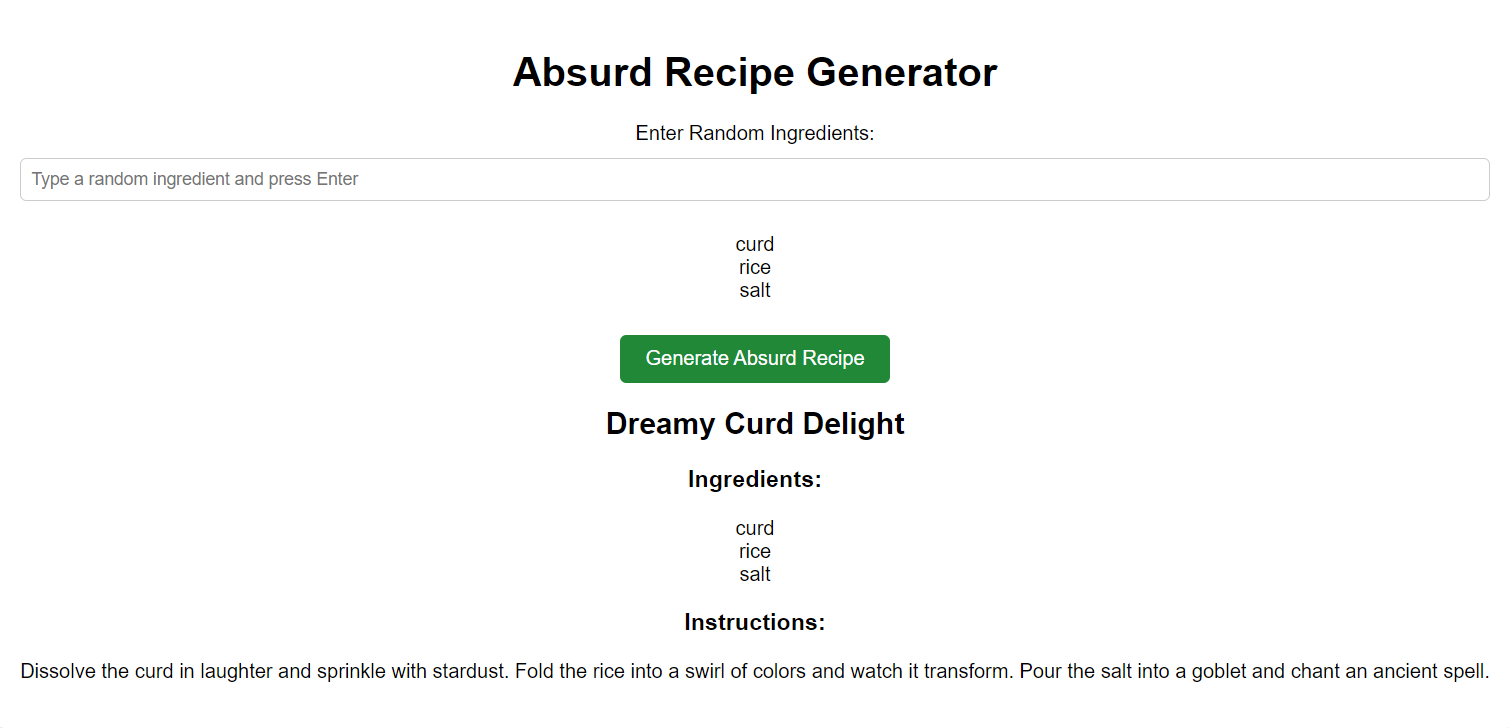 Absurd Recipe Generator
Enter Random Ingredients:
Type a random ingredient and press Enter
curd
rice
salt
Generate Absurd Recipe
Dreamy Curd Delight
Ingredients:
curd
rice
salt
Instructions:
Dissolve the curd in laughter and sprinkle with stardust. Fold the rice into a swirl of colors and watch it transform. Pour the salt into a goblet and chant an ancient spell.